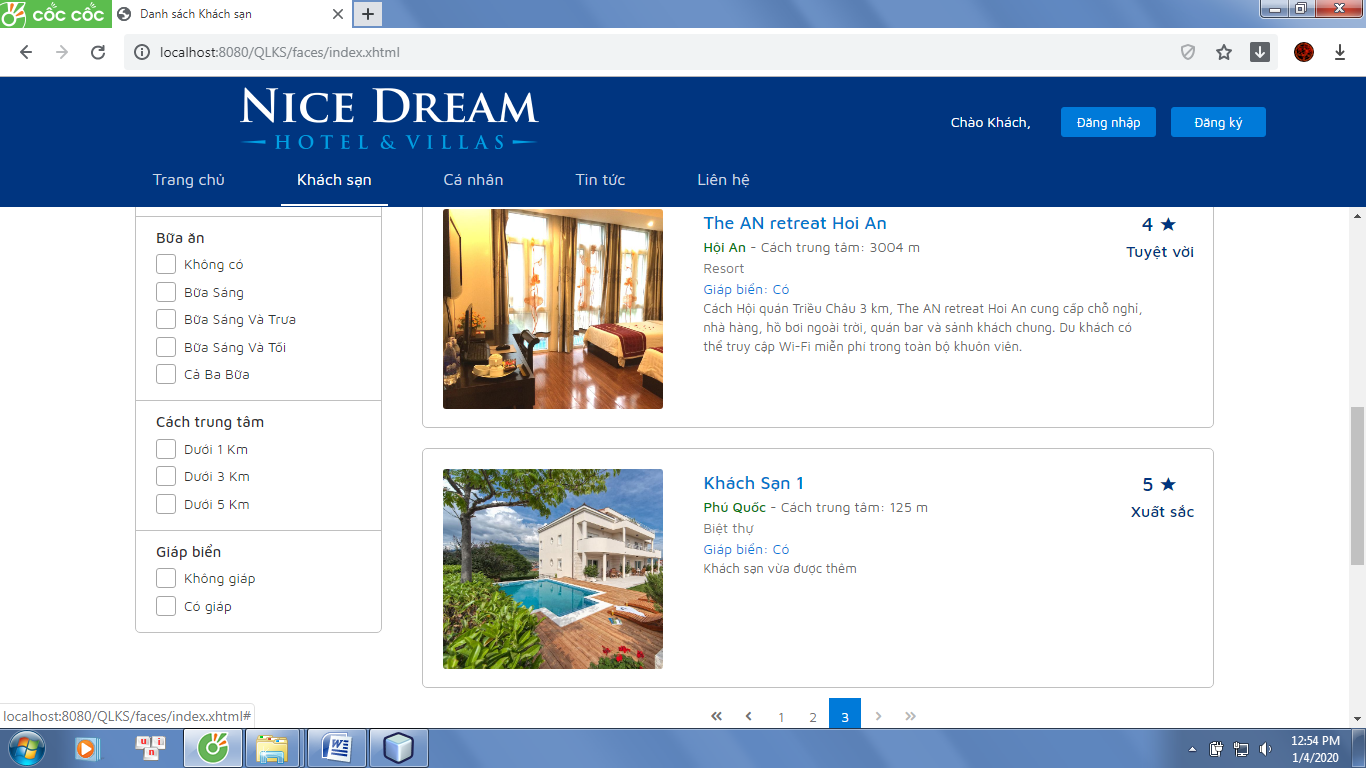 cốc cốc
Danh sách Khách sạn
localhost:8080/QLKS/faces/index.xhtml
NICE DREAM
HOTEL & VILLAS
Chào Khách,
Đăng nhập
Đăng ký
Trang chủ
Khách sạn
Cá nhân
Tin tức
Liên hệ
Bữa ăn
Không có
Bữa Sáng
Bữa Sáng Và Trưa
Bữa Sáng Và Tối
Cả Ba Bữa
Cách trung tâm
Dưới 1 Km
Dưới 3 Km
Dưới 5 Km
Giáp biển
Không giáp
Có giáp
The AN retreat Hoi An
4 ★
Hội An - Cách trung tâm: 3004 m
Tuyệt vời
Resort
Giáp biển: Có
Cách Hội quán Triều Châu 3 km, The AN retreat Hoi An cung cấp chỗ nghỉ,
nhà hàng, hồ bơi ngoài trời, quán bar và sảnh khách chung. Du khách có
thể truy cập Wi-Fi miễn phí trong toàn bộ khuôn viên.
Khách Sạn 1
5 ★
Phú Quốc - Cách trung tâm: 125 m
Xuất sắc
Biệt thự
Giáp biển: Có
Khách sạn vừa được thêm
« ‹ 1 2 3 › »
localhost:8080/QLKS/faces/index.xhtml#
u i n
W
12:54 PM
1/4/2020